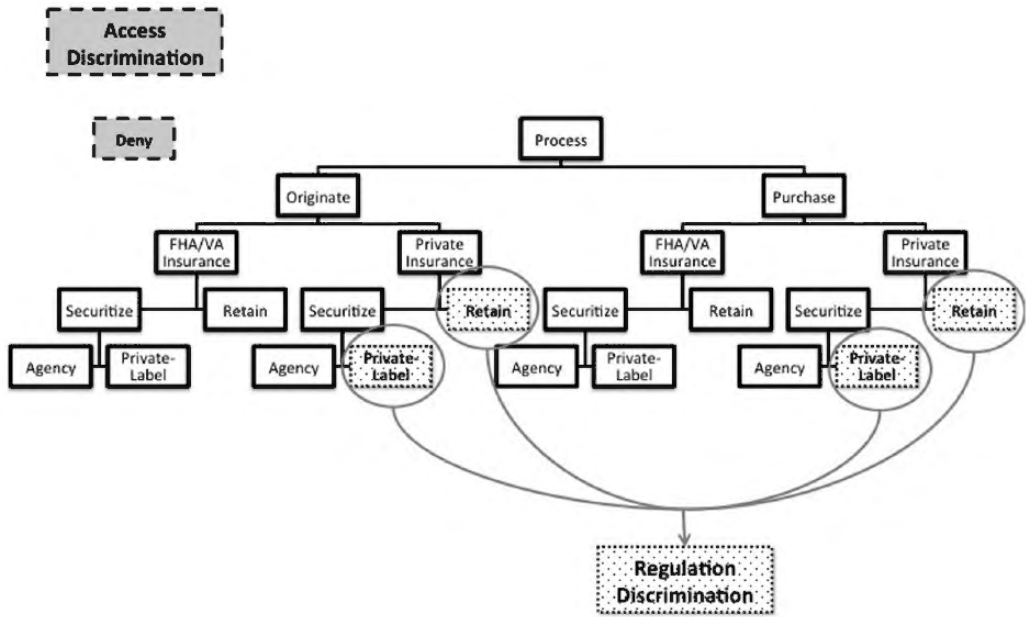 Access
Discrimination
Deny
Process
Originate
Purchase
FHA/VA
Insurance
Private
Insurance
FHA/VA
Insurance
Private
Insurance
Securitize
Retain
Securitize
Retain
Securitize
Retain
Securitize
Retain
Agency
Private-
Label
Agency
Private-
Label
Agency
Private-
Label
Agency
Private-
Label
Regulation
Discrimination